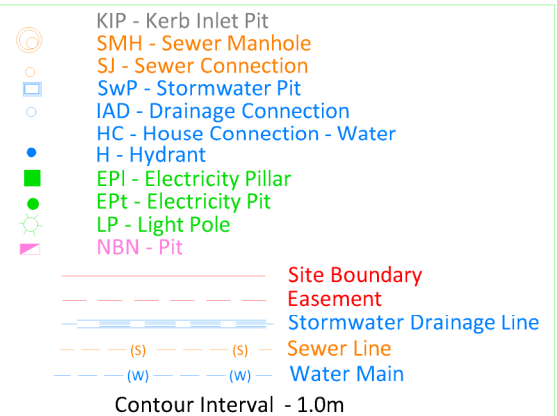 KIP - Kerb Inlet Pit
SMH - Sewer Manhole
SJ - Sewer Connection
SwP - Stormwater Pit
IAD - Drainage Connection
HC - House Connection - Water
H - Hydrant
EPl - Electricity Pillar
EPt - Electricity Pit
LP - Light Pole
NBN - Pit
Site Boundary
Easement
Stormwater Drainage Line
(S) (S) Sewer Line
(W) (W) Water Main
Contour Interval - 1.0m